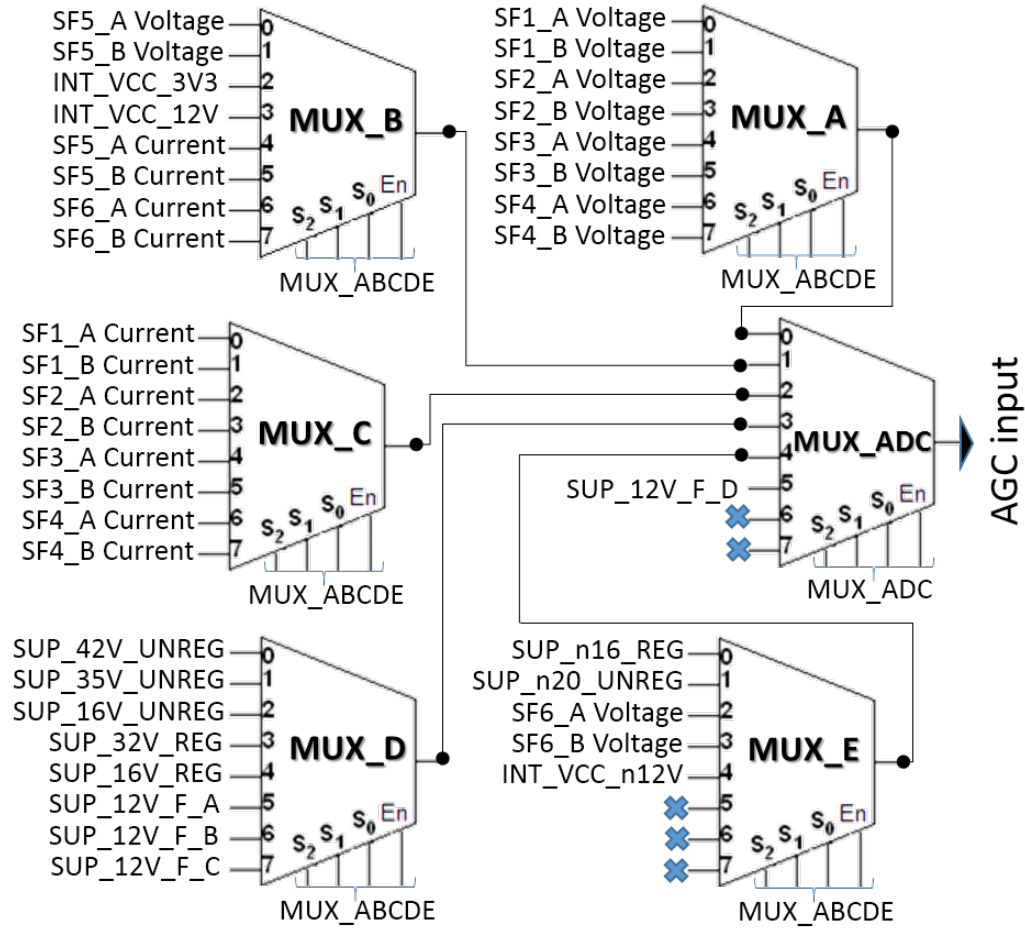 SF5_A Voltage
SF5_B Voltage
INT_VCC_3V3
INT_VCC_12V
SF5_A Current
SF5_B Current
SF6_A Current
SF6_B Current
0
1
2
3
4
5
6
7
MUX_B
S2 S1 S0 En
MUX_ABCDE
SF1_A Voltage
SF1_B Voltage
SF2_A Voltage
SF2_B Voltage
SF3_A Voltage
SF3_B Voltage
SF4_A Voltage
SF4_B Voltage
0
1
2
3
4
5
6
7
MUX_A
S2 S1 S0 En
MUX_ABCDE
SF1_A Current
SF1_B Current
SF2_A Current
SF2_B Current
SF3_A Current
SF3_B Current
SF4_A Current
SF4_B Current
0
1
2
3
4
5
6
7
MUX_C
S2 S1 S0 En
MUX_ABCDE
SUP_12V_F_D
0
1
2
3
4
5
6
7
MUX_ADC
S2 S1 S0 En
MUX_ADC
AGC input
SUP_42V_UNREG
SUP_35V_UNREG
SUP_16V_UNREG
SUP_32V_REG
SUP_16V_REG
SUP_12V_F_A
SUP_12V_F_B
SUP_12V_F_C
0
1
2
3
4
5
6
7
MUX_D
S2 S1 S0 En
MUX_ABCDE
SUP_n16_REG
SUP_n20_UNREG
SF6_A Voltage
SF6_B Voltage
INT_VCC_n12V
0
1
2
3
4
5
6
7
MUX_E
S2 S1 S0 En
MUX_ABCDE